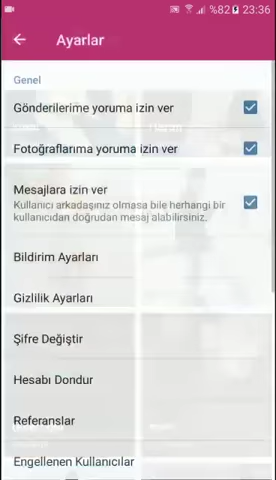 %82 23:36
Ayarlar
Genel
Gönderilerime yoruma izin ver
Fotoğraflarıma yoruma izin ver
Mesajlara izin ver
Kullanıcı arkadaşınız olmasa bile herhangi bir
kullanıcıdan doğrudan mesaj alabilirsiniz.
Bildirim Ayarları
Gizlilik Ayarları
Şifre Değiştir
Hesabı Dondur
Referanslar
Engellenen Kullanıcılar